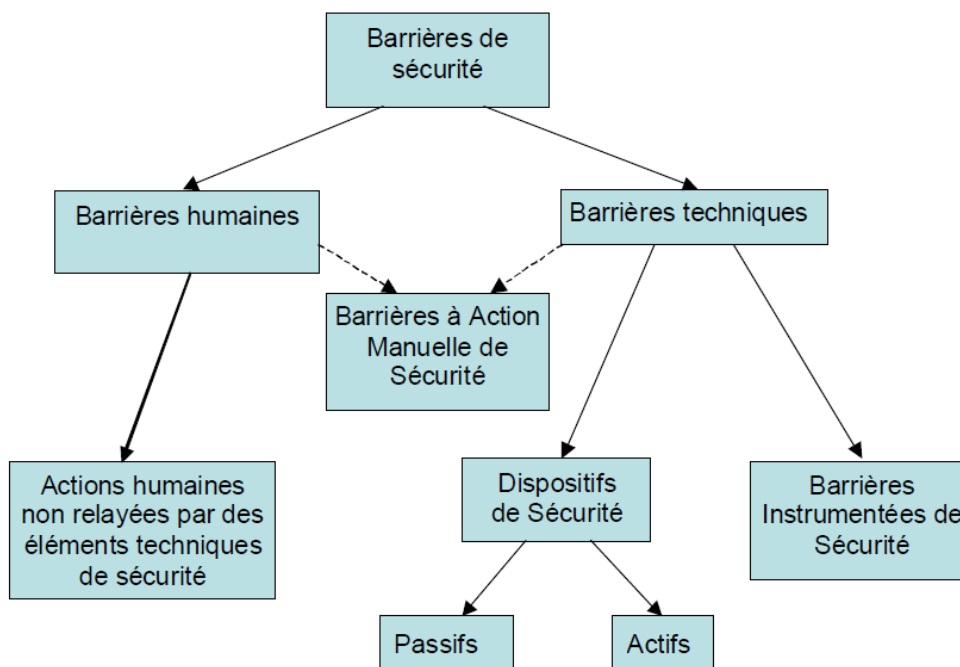 Barrières de
sécurité
Barrières humaines
Barrières techniques
Barrières à Action
Manuelle de
Sécurité
Actions humaines
non relayées par des
éléments techniques
de sécurité
Dispositifs
de Sécurité
Barrières
Instrumentées de
Sécurité
Passifs
Actifs